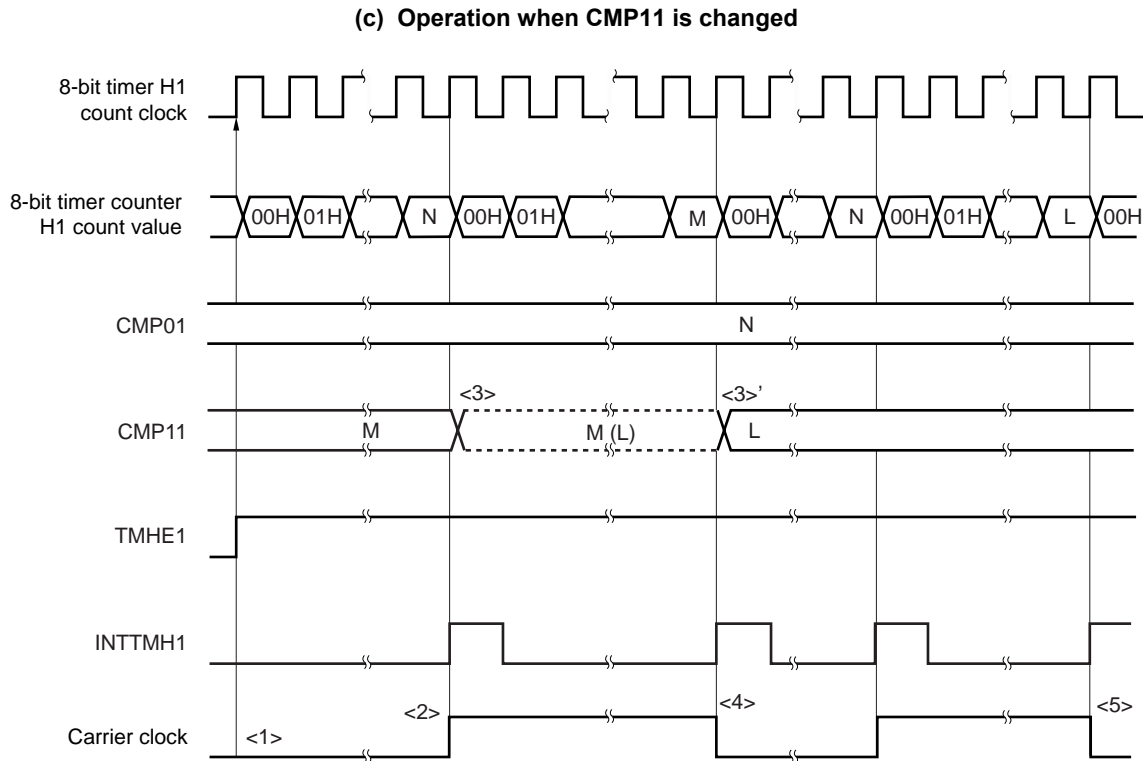 (c) Operation when CMP11 is changed
8-bit timer H1
count clock
8-bit timer counter
H1 count value
00H 01H N 00H 01H M 00H N 00H 01H L 00H
CMP01
N
<3> <3>’
CMP11
M M (L) L
TMHE1
INTTMH1
<2> <4> <5>
Carrier clock <1>